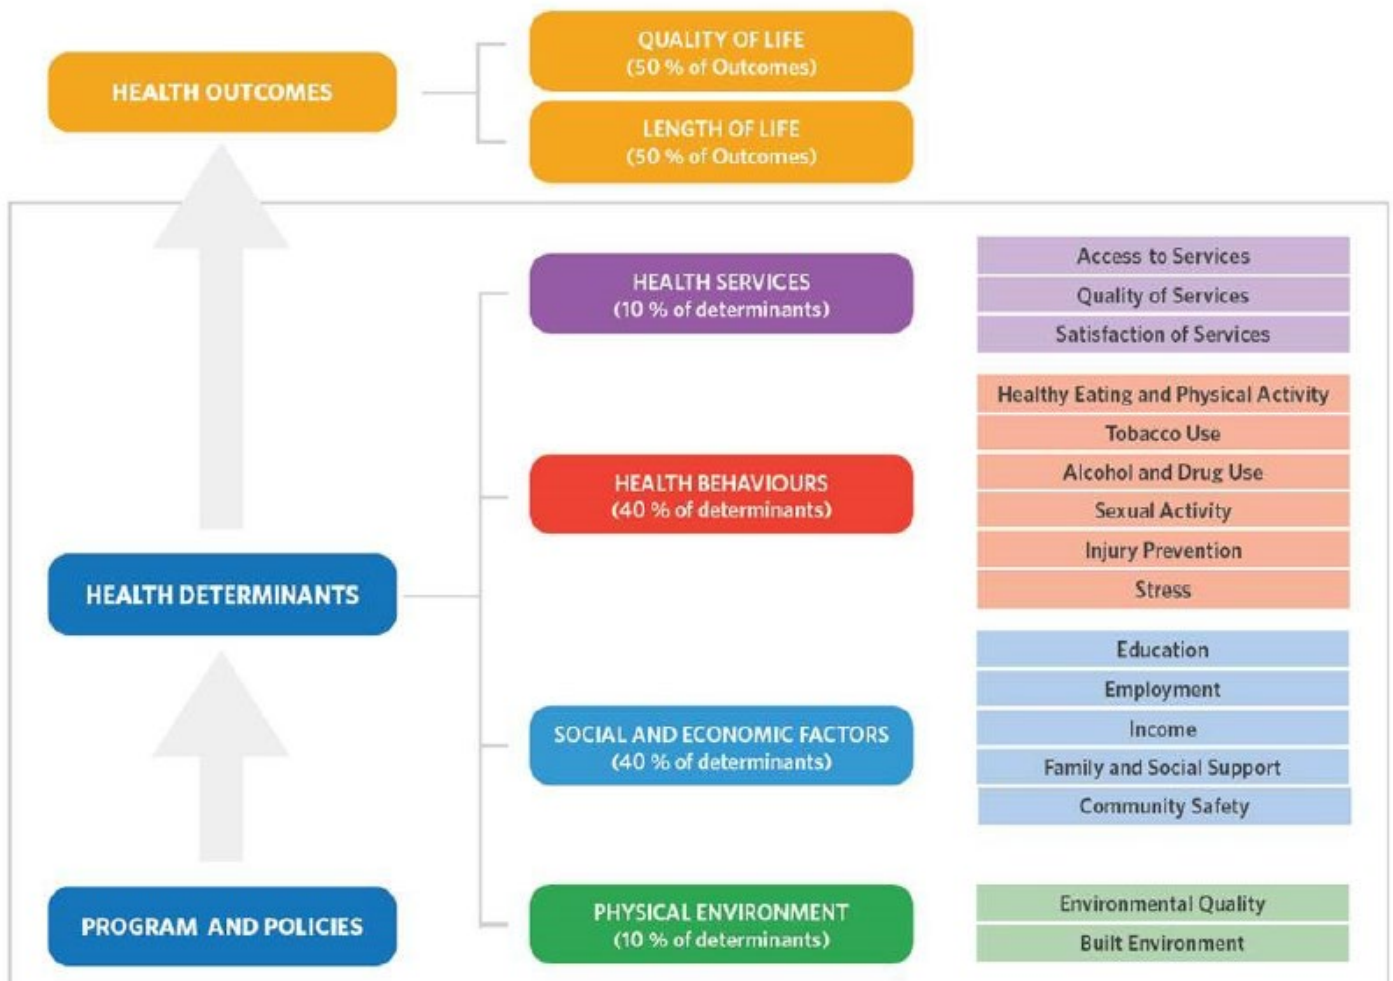 QUALITY OF LIFE
(50 % of Outcomes)
HEALTH OUTCOMES
LENGTH OF LIFE
(50 % of Outcomes)
HEALTH SERVICES
(10 % of determinants)
Access to Services
Quality of Services
Satisfaction of Services
HEALTH BEHAVIOURS
(40 % of determinants)
Healthy Eating and Physical Activity
Tobacco Use
Alcohol and Drug Use
Sexual Activity
Injury Prevention
Stress
HEALTH DETERMINANTS
SOCIAL AND ECONOMIC FACTORS
(40 % of determinants)
Education
Employment
Income
Family and Social Support
Community Safety
PROGRAM AND POLICIES
PHYSICAL ENVIRONMENT
(10 % of determinants)
Environmental Quality
Built Environment